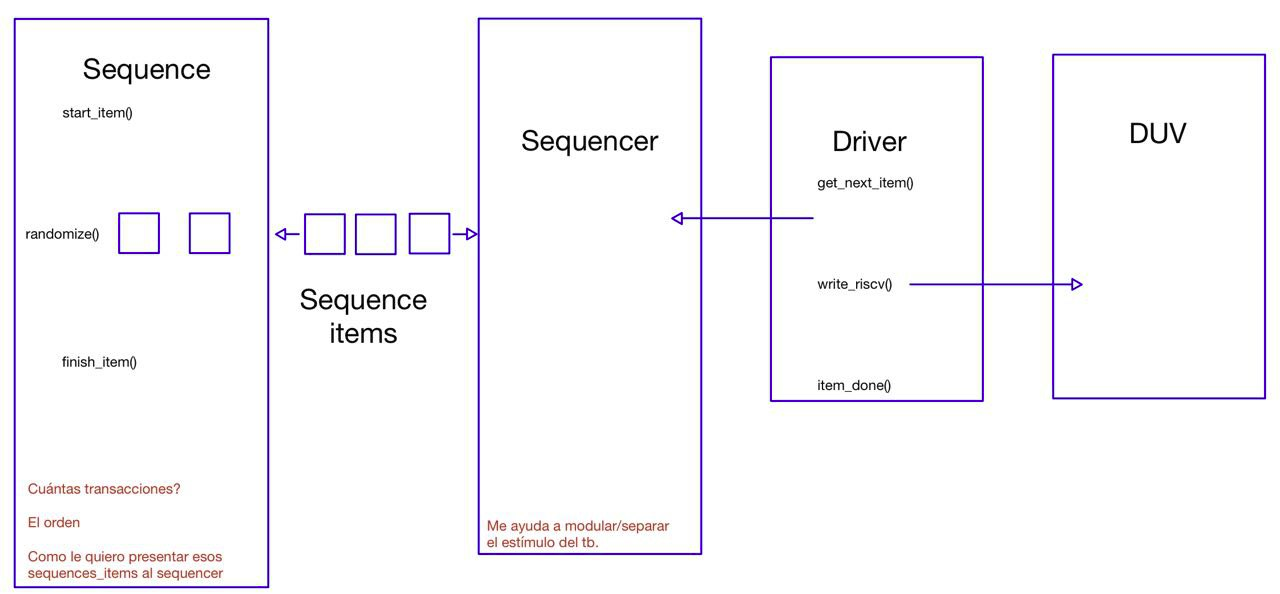 Sequence
start_item()
randomize()
finish_item()
Cuántas transacciones?
El orden
Como le quiero presentar esos
sequences_items al sequencer
Sequence
items
Sequencer
Me ayuda a modular/separar
el estímulo del tb.
Driver
get_next_item()
write_riscv()
item_done()
DUV